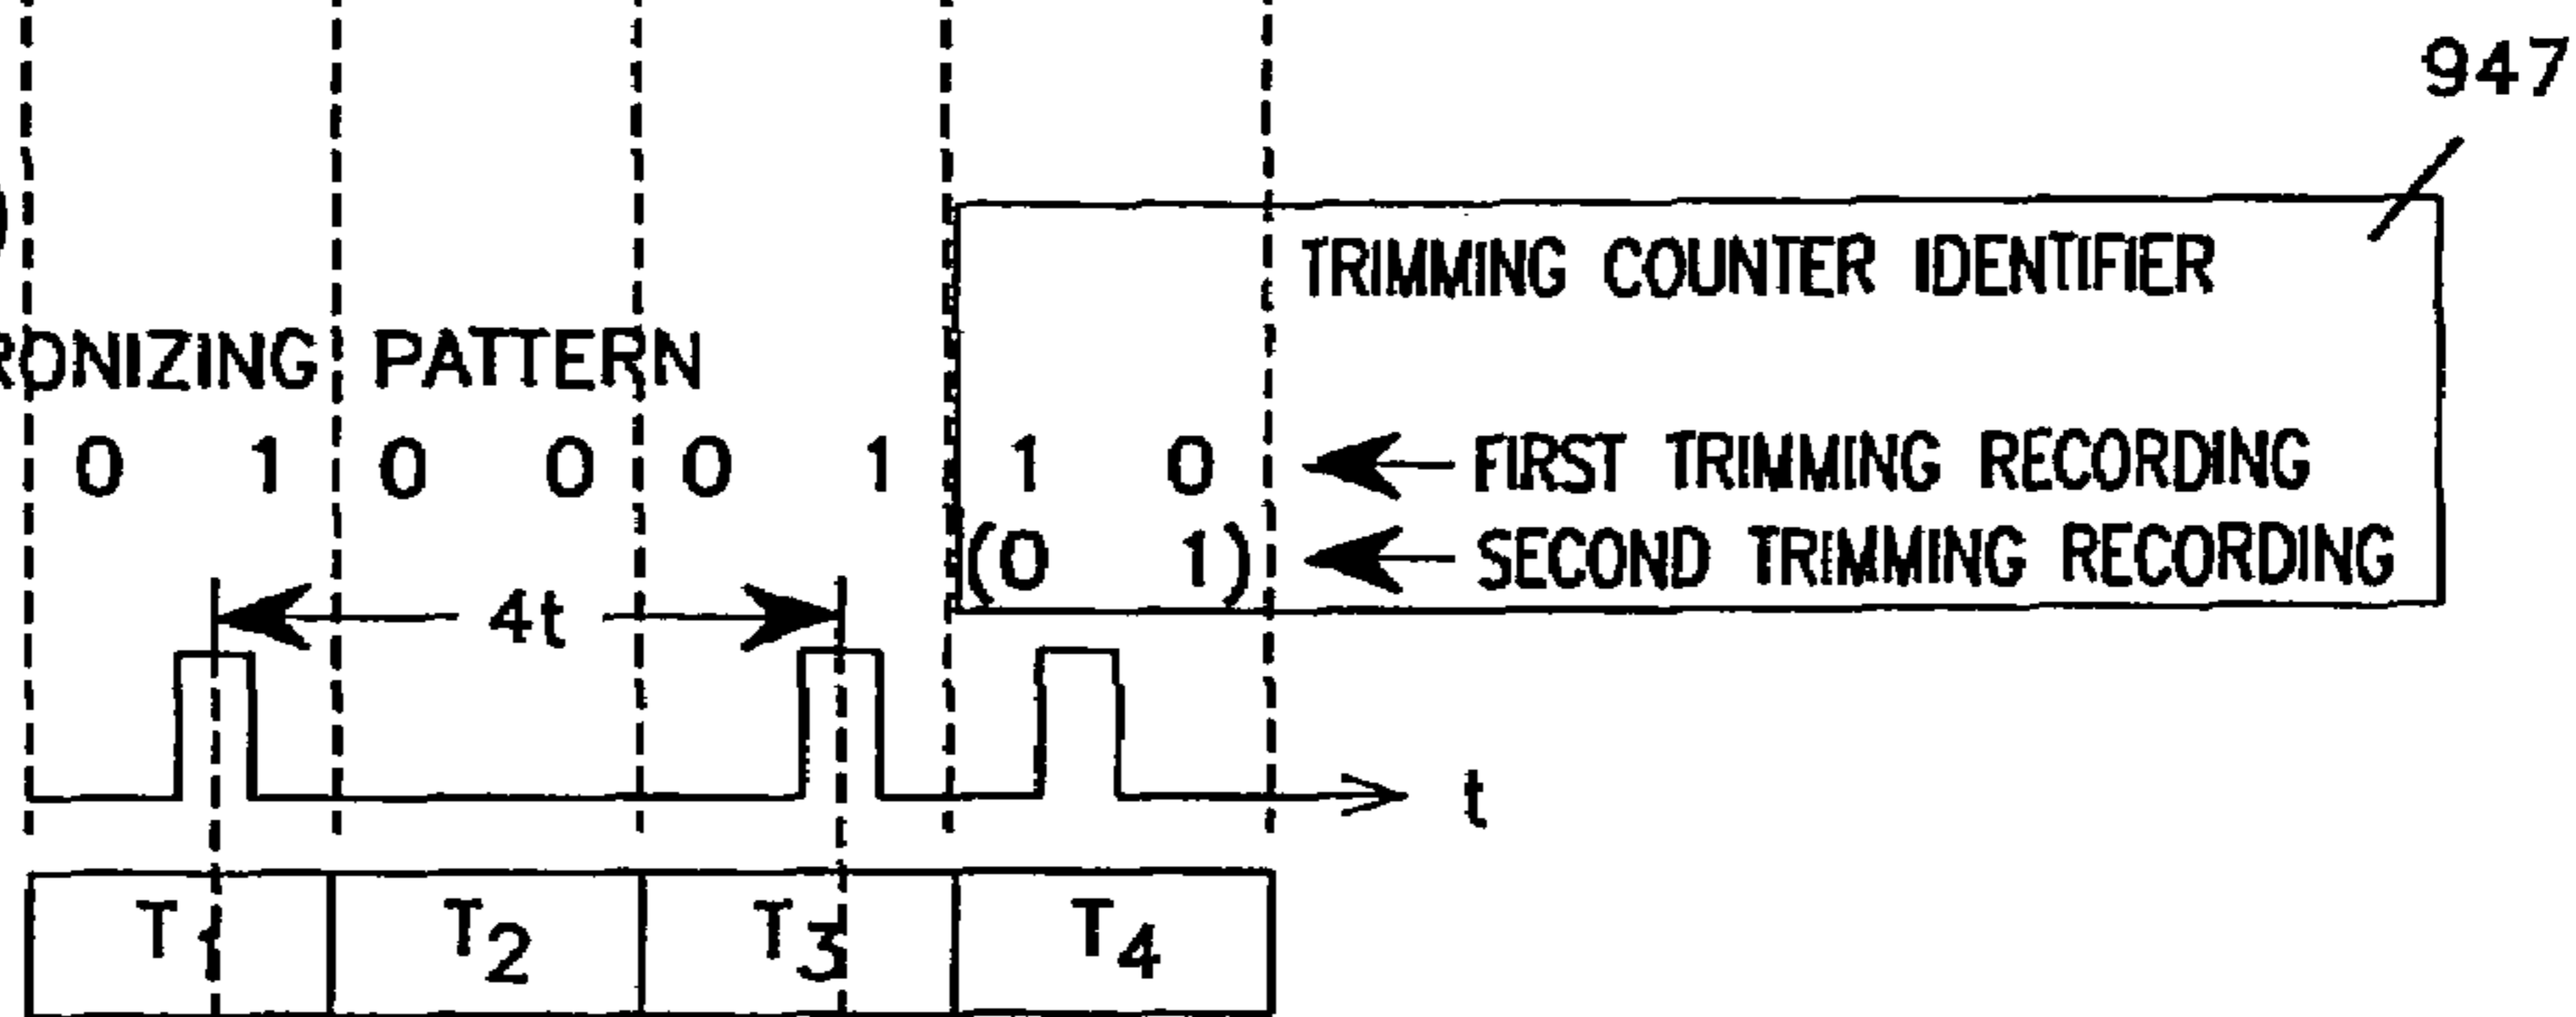 947
)
TRIMMING COUNTER IDENTIFIER
RONIZING PATTERN
0 1 0 0 0 1 1 0 FIRST TRIMMING RECORDING
(0 1) SECOND TRIMMING RECORDING
4t
t
T1 T2 T3 T4